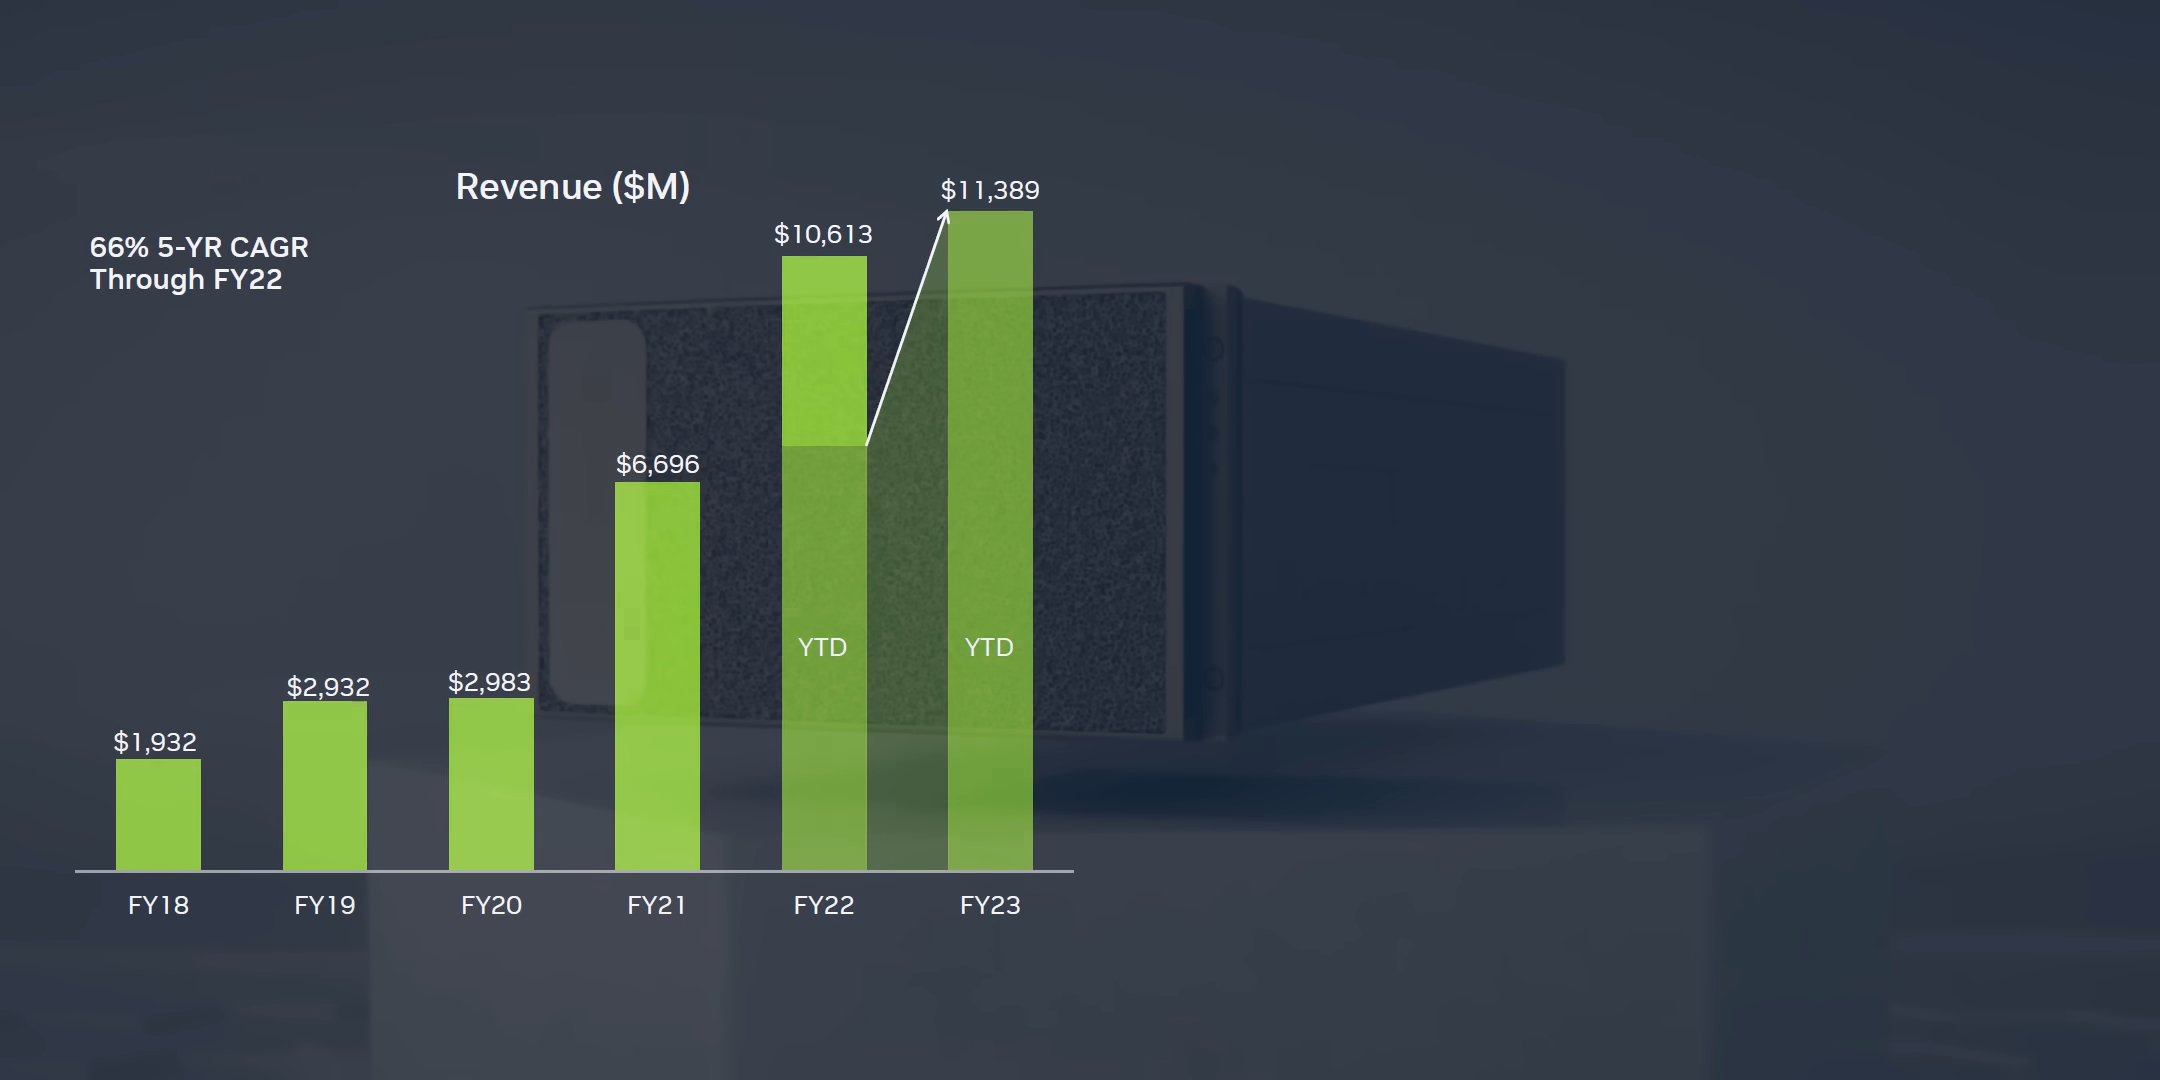 Revenue ($M)
66% 5-YR CAGR
Through FY22
$1,932
$2,932
$2,983
$6,696
$10,613
$11,389
YTD
YTD
FY18
FY19
FY20
FY21
FY22
FY23